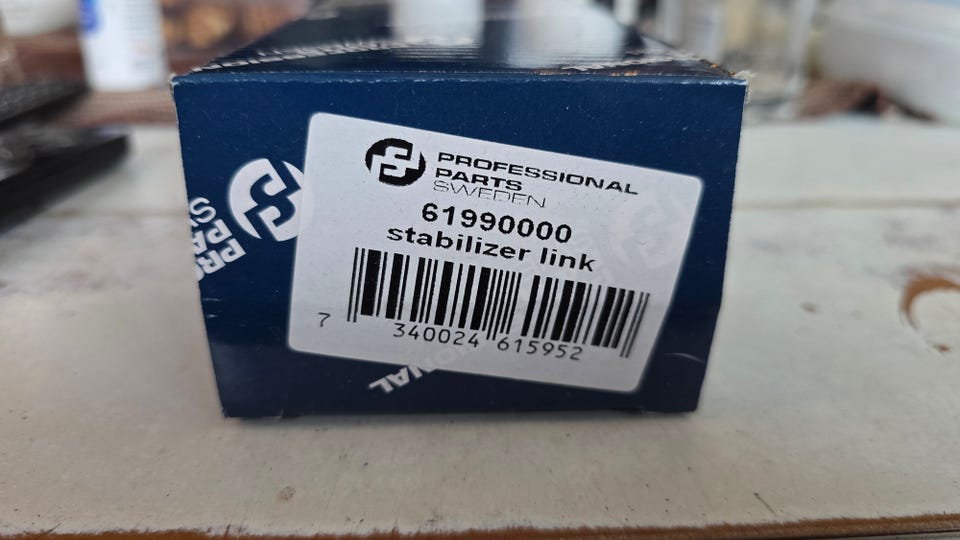 PROFESSIONAL
PARTS
SWEDEN
61990000
stabilizer link
7 340024 615952